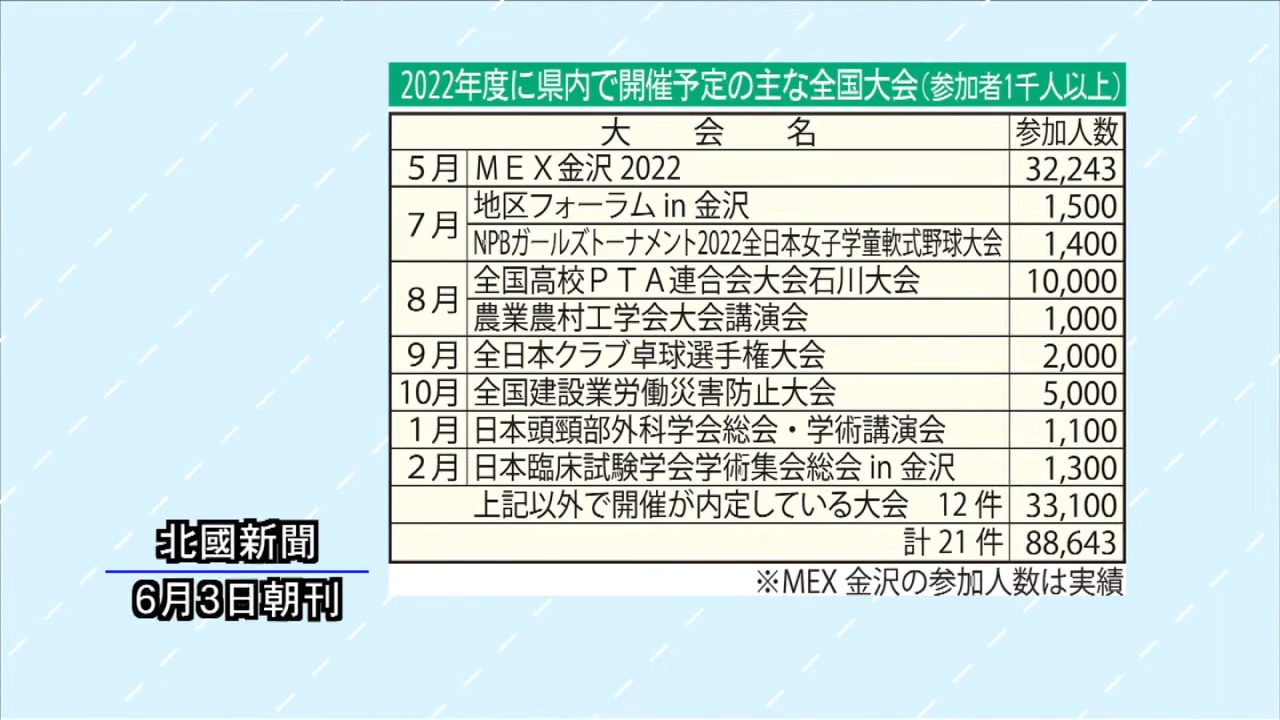 2022年度に県内で開催予定の主な全国大会(参加者1千人以上)
大会名 参加人数
5月 MEX金沢2022 32,243
7月 地区フォーラムin金沢 1,500
NPBガールズトーナメント2022全日本女子学童軟式野球大会 1,400
8月 全国高校PTA連合会大会石川大会 10,000
農業農村工学会大会講演会 1,000
9月 全日本クラブ卓球選手権大会 2,000
10月 全国建設業労働災害防止大会 5,000
1月 日本頭頸部外科学会総会・学術講演会 1,100
2月 日本臨床試験学会学術集会総会in金沢 1,300
上記以外で開催が内定している大会 12件 33,100
計21件 88,643
※MEX金沢の参加人数は実績
北國新聞
6月3日朝刊